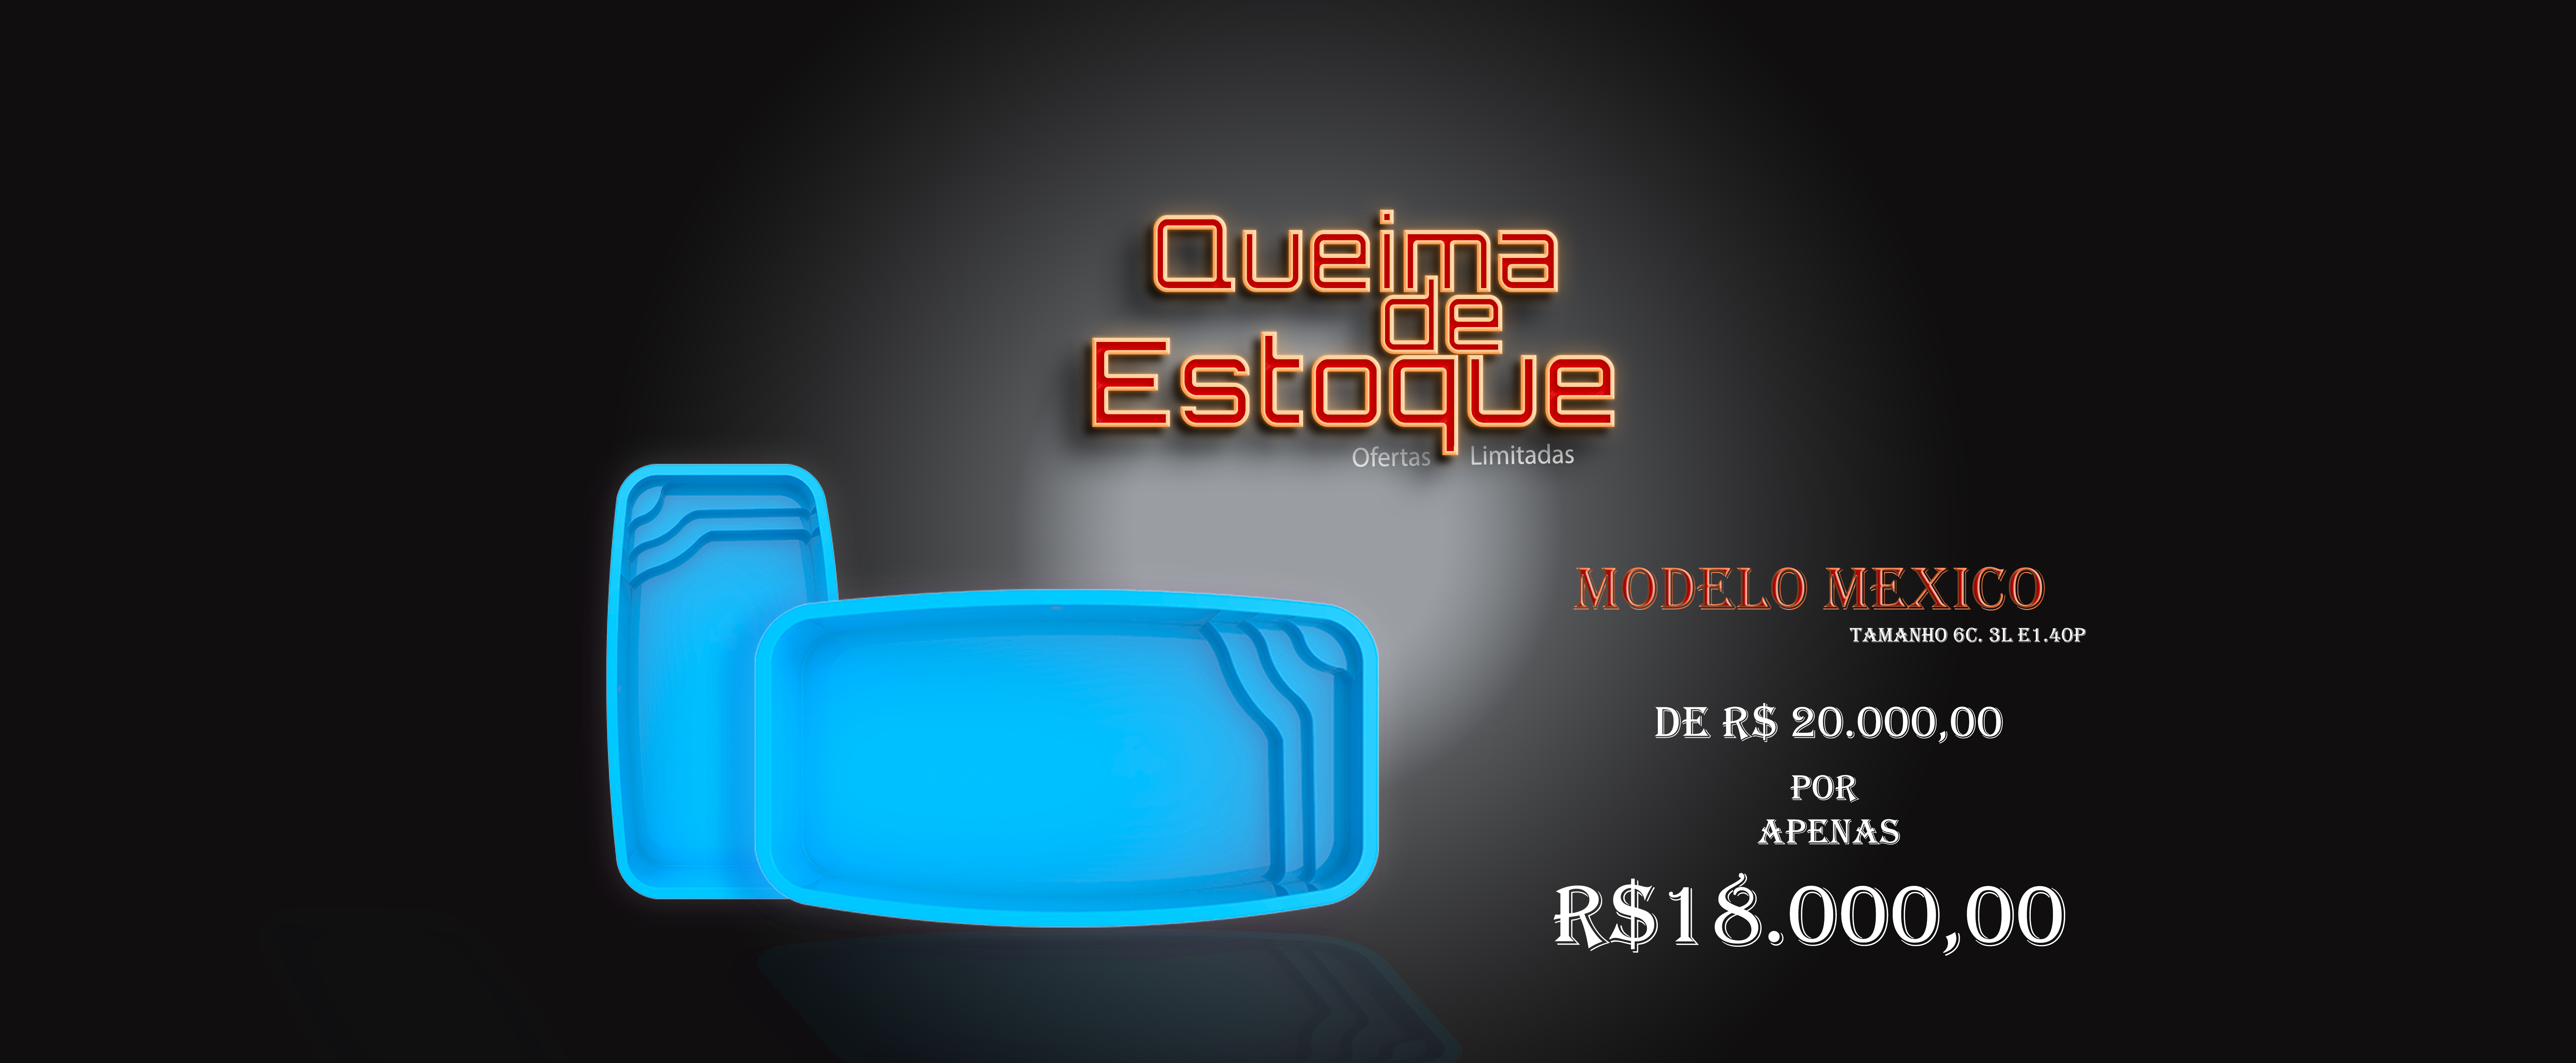 Queima
de
Estoque
Ofertas Limitadas
MODELO MEXICO
TAMANHO 6C. 3L E1.40P
DE R$ 20.000,00
POR
APENAS
R$18.000,00